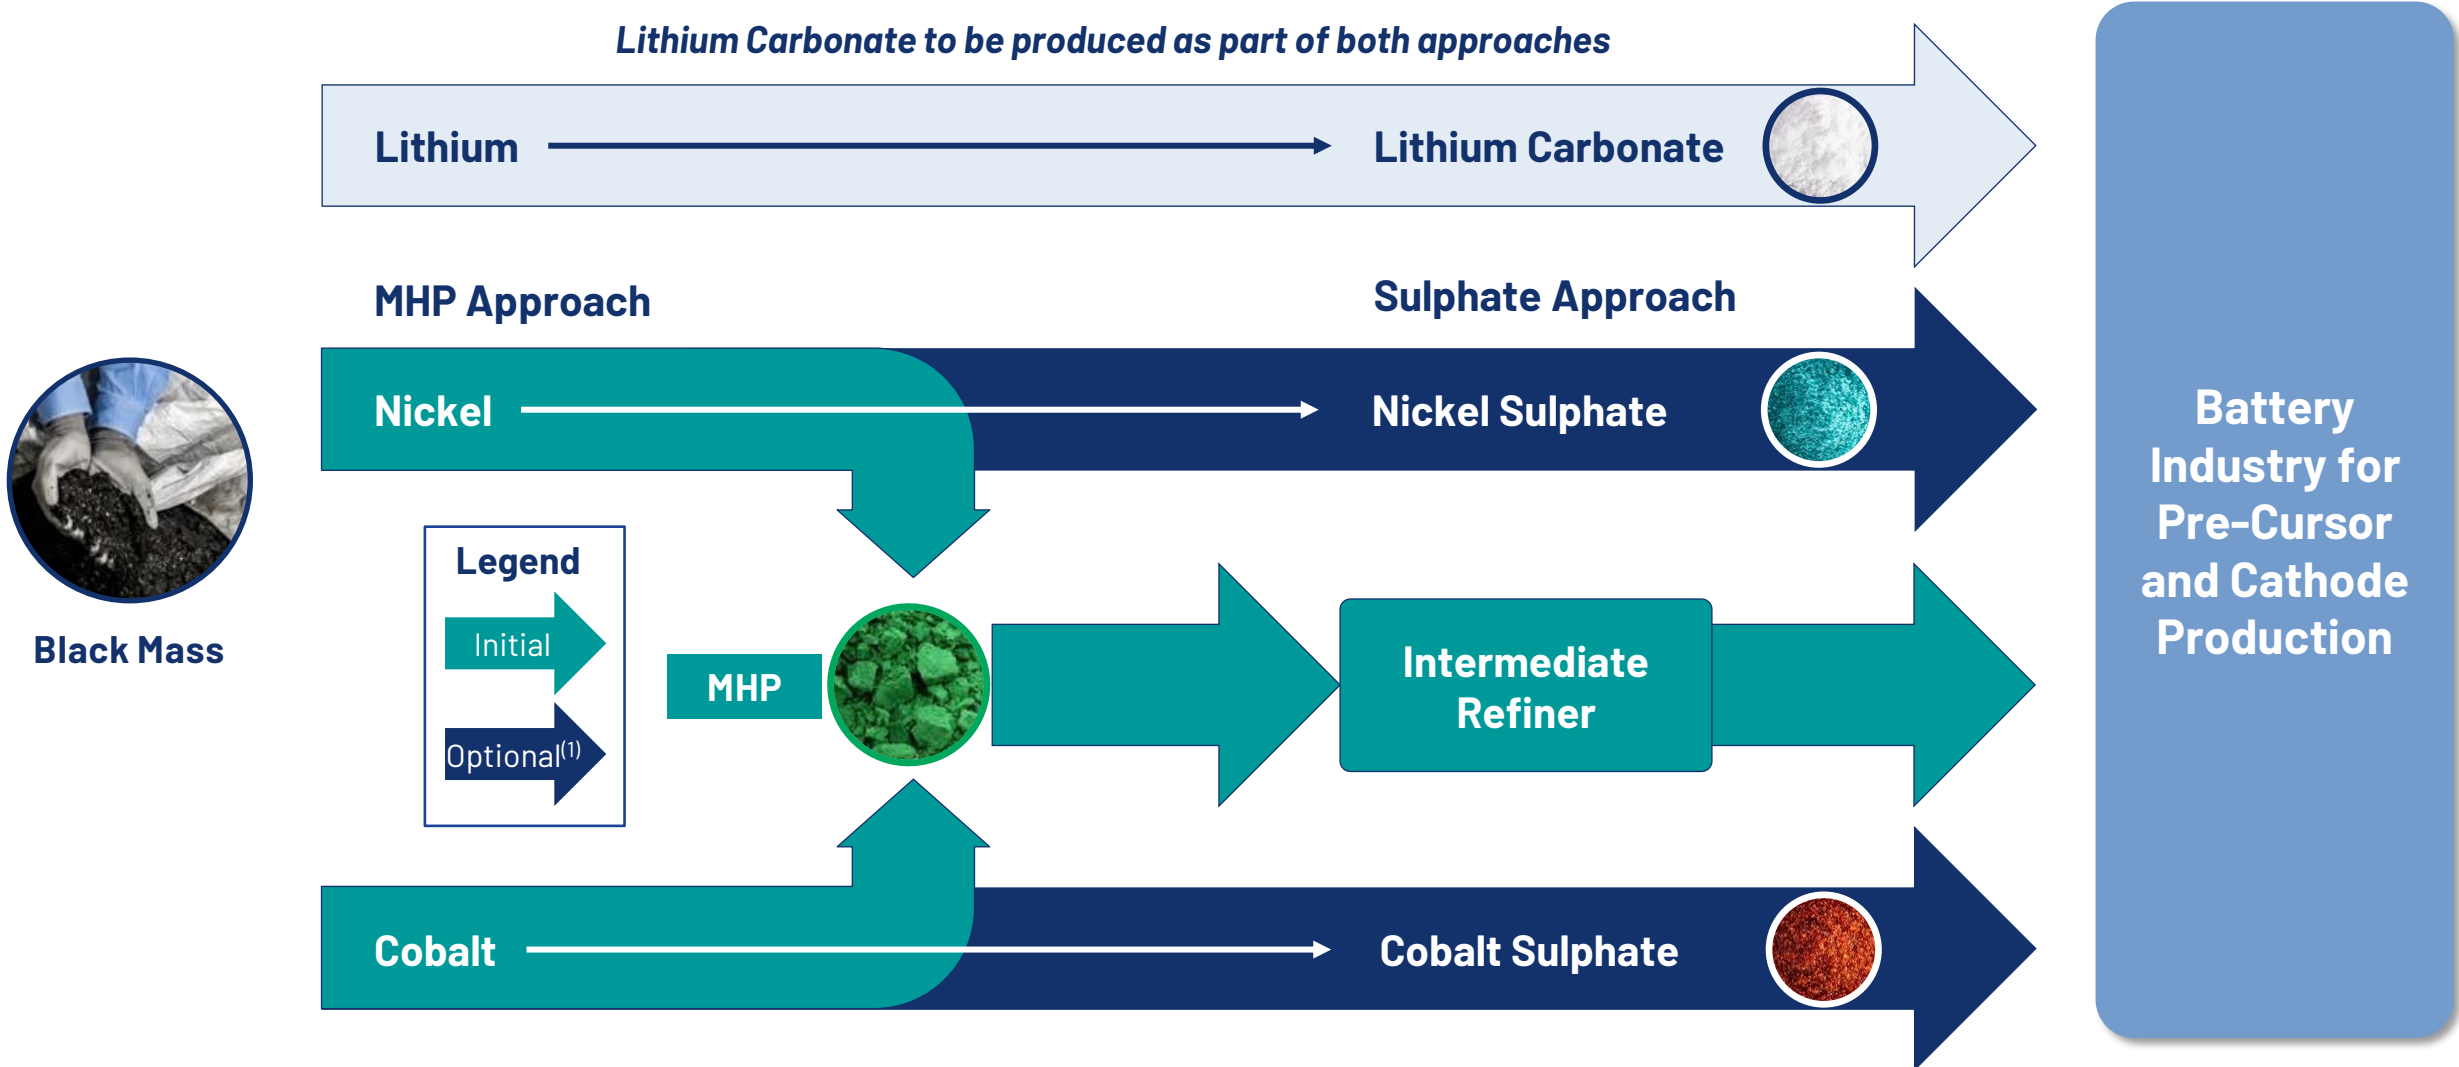 Lithium Carbonate to be produced as part of both approaches
Lithium
Lithium Carbonate
MHP Approach
Sulphate Approach
Nickel
Nickel Sulphate
Black Mass
Legend
Initial
Optional(1)
MHP
Intermediate
Refiner
Cobalt
Cobalt Sulphate
Battery
Industry for
Pre-Cursor
and Cathode
Production